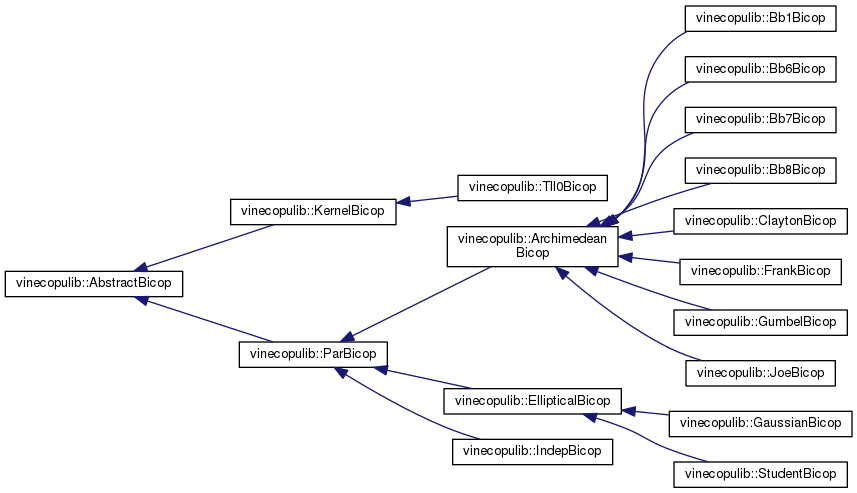 vinecopulib::Bb1Bicop
vinecopulib::Bb6Bicop
vinecopulib::Bb7Bicop
vinecopulib::Bb8Bicop
vinecopulib::Tll0Bicop
vinecopulib::KernelBicop
vinecopulib::ClaytonBicop
vinecopulib::Archimedean
Bicop
vinecopulib::FrankBicop
vinecopulib::AbstractBicop
vinecopulib::GumbelBicop
vinecopulib::ParBicop
vinecopulib::JoeBicop
vinecopulib::EllipticalBicop
vinecopulib::GaussianBicop
vinecopulib::IndepBicop
vinecopulib::StudentBicop